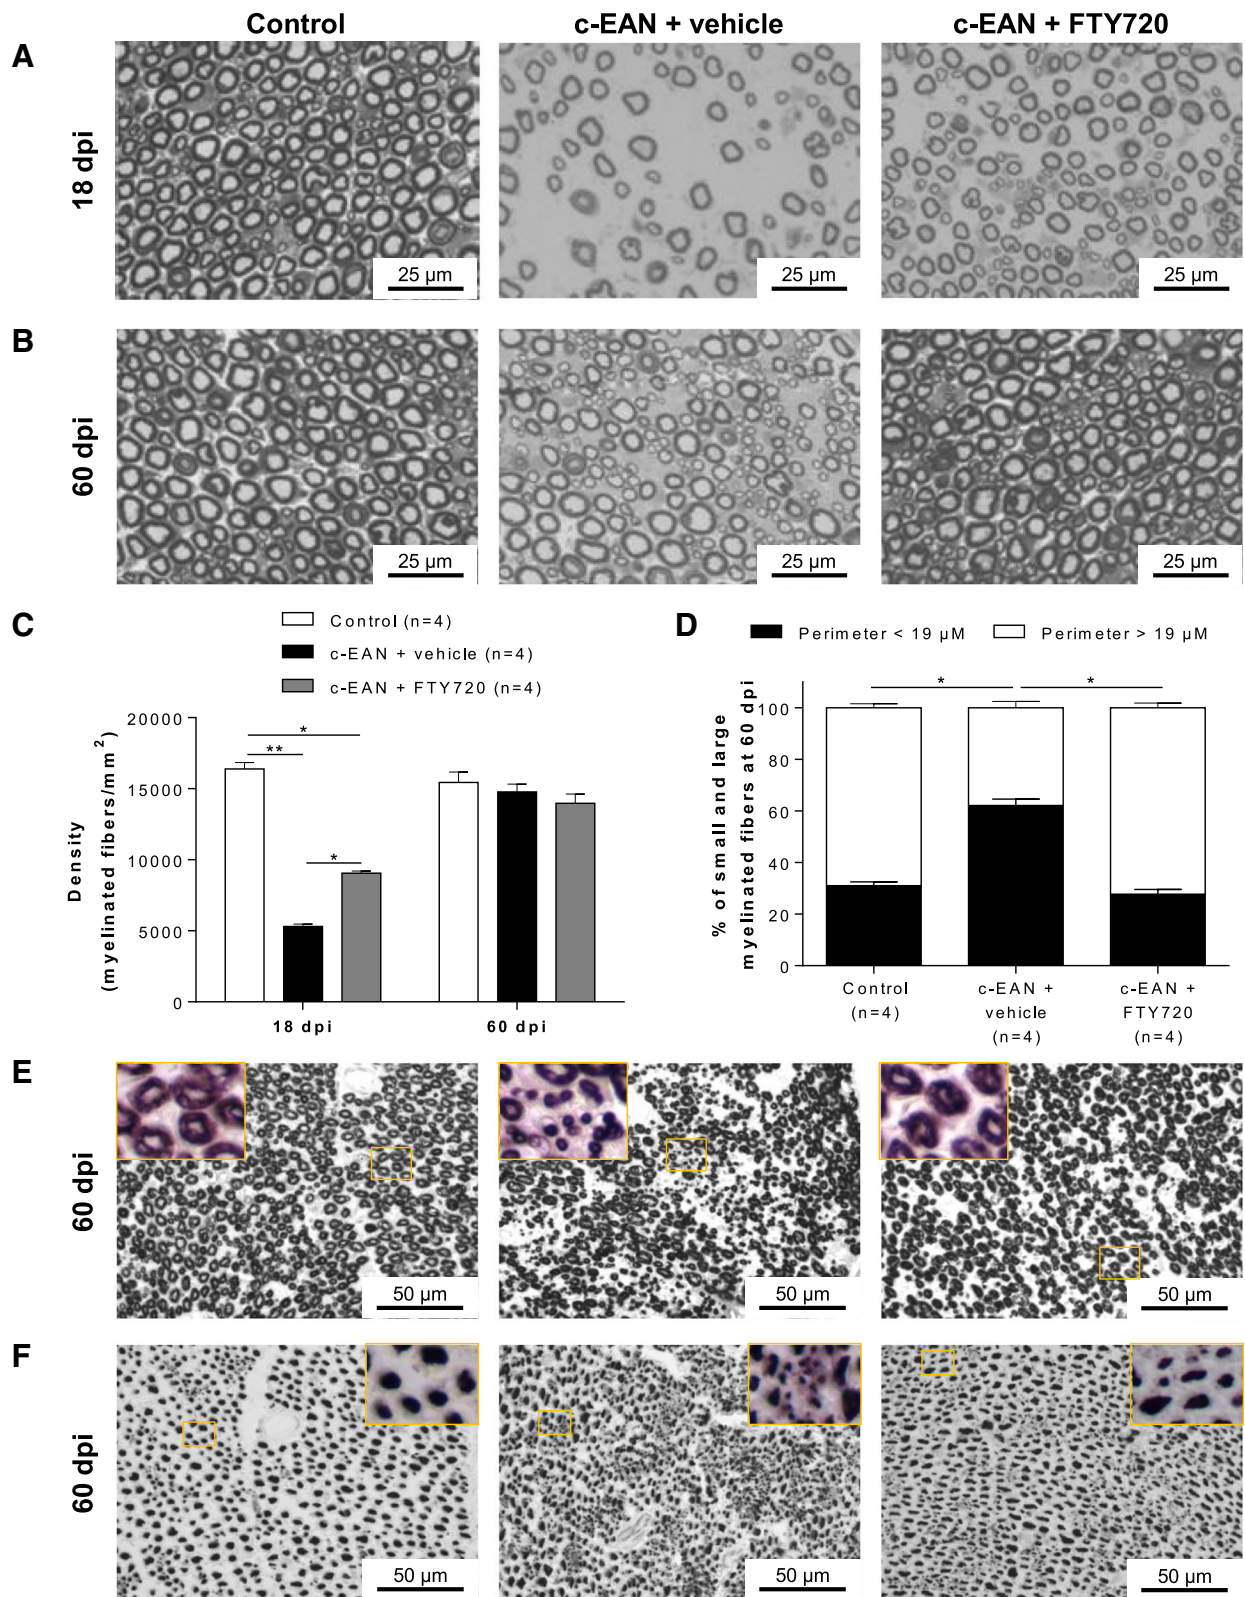 Control
c-EAN + vehicle
c-EAN + FTY720
A
18 dpi
25 µm
25 µm
25 µm
B
60 dpi
25 µm
25 µm
25 µm
C
Control (n=4)
c-EAN + vehicle (n=4)
c-EAN + FTY720 (n=4)
Density
(myelinated fibers/mm²)
20000
15000
10000
5000
0
*
**
*
18 dpi
60 dpi
D
Perimeter < 19 µM
Perimeter > 19 µM
% of small and large
myelinated fibers at 60 dpi
100
80
60
40
20
0
*
*
Control
(n=4)
c-EAN +
vehicle
(n=4)
c-EAN +
FTY720
(n=4)
E
60 dpi
50 µm
50 µm
50 µm
F
60 dpi
50 µm
50 µm
50 µm